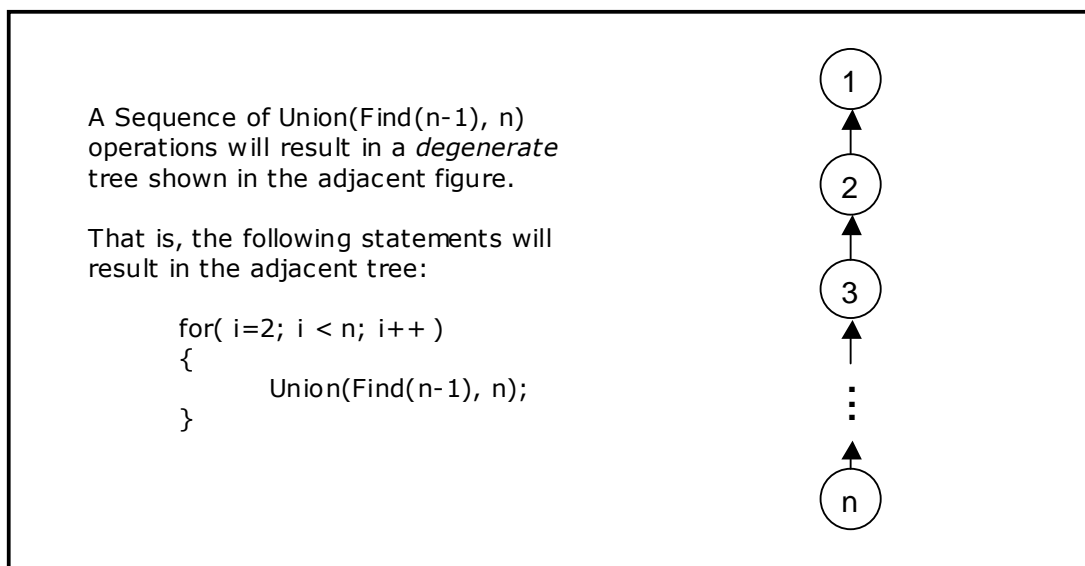 A Sequence of Union(Find(n-1), n)
operations will result in a degenerate
tree shown in the adjacent figure.
That is, the following statements will
result in the adjacent tree:
for( i=2; i < n; i++ )
{
Union(Find(n-1), n);
}
1
2
3
n